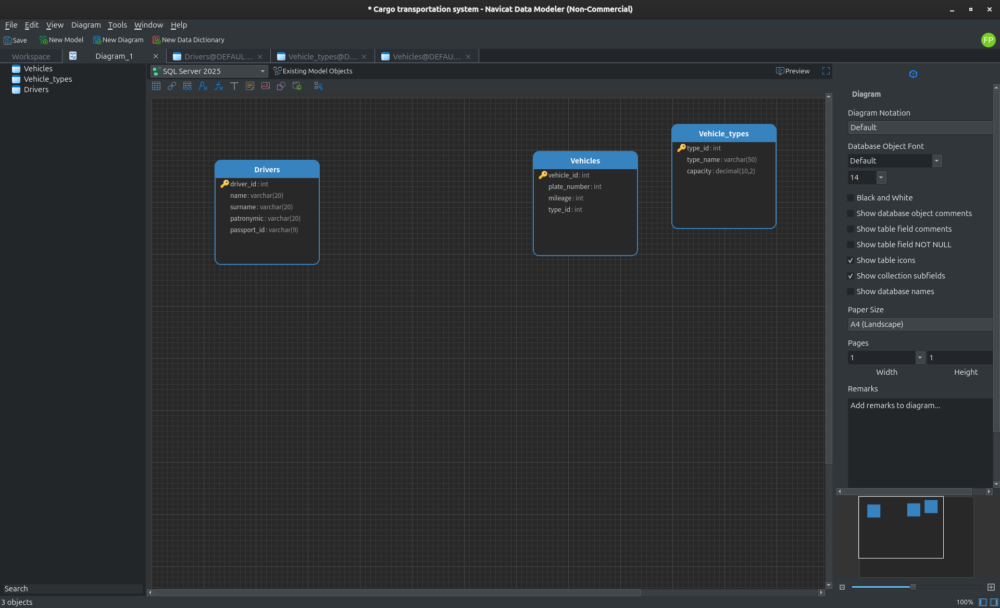 * Cargo transportation system - Navicat Data Modeler (Non-Commercial)
File Edit View Diagram Tools Window Help
Save New Model New Diagram New Data Dictionary
FP
Workspace Diagram_1 Drivers@DEFAUL... Vehicle_types@D... Vehicles@DEFAU...
Vehicles
Vehicle_types
Drivers
SQL Server 2025 Existing Model Objects Preview
Drivers
driver_id: int
name: varchar(20)
surname: varchar(20)
patronymic: varchar(20)
passport_id: varchar(9)
Vehicles
vehicle_id: int
plate_number: int
mileage: int
type_id: int
Vehicle_types
type_id: int
type_name: varchar(50)
capacity: decimal(10,2)
Diagram
Diagram Notation
Default
Database Object Font
Default
14
Black and White
Show database object comments
Show table field comments
Show table field NOT NULL
Show table icons
Show collection subfields
Show database names
Paper Size
A4 (Landscape)
Pages
1 1
Width Height
Remarks
Add remarks to diagram...
Search
3 objects
100%